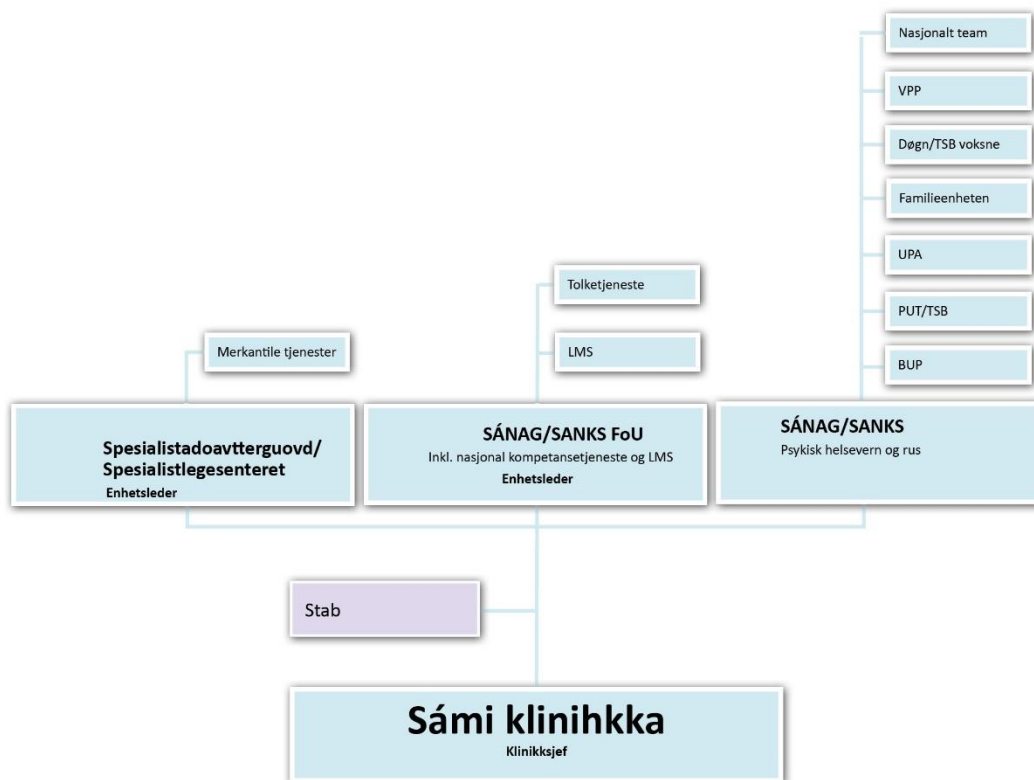 Nasjonalt team
VPP
Døgn/TSB voksne
Familieenheten
UPA
PUT/TSB
BUP
Tolketjeneste
LMS
Merkantile tjenester
Spesialistadoavtterguovd/
Spesialistlegesenteret
Enhetsleder
SÁNAG/SANKS FoU
Inkl. nasjonal kompetansetjeneste og LMS
Enhetsleder
SÁNAG/SANKS
Psykisk helsevern og rus
Stab
Sámi klinihkka
Klinikksjef